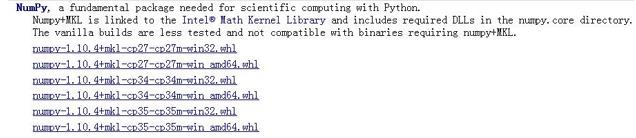 NumPy, a fundamental package needed for scientific computing with Python.
Numpy+MKL is linked to the Intel® Math Kernel Library and includes required DLLs in the numpy.core directory.
The vanilla builds are less tested and not compatible with binaries requiring numpy+MKL.
numpy-1.10.4+mkl-cp27-cp27m-win32.whl
numpy-1.10.4+mkl-cp27-cp27m-win_amd64.whl
numpy-1.10.4+mkl-cp34-cp34m-win32.whl
numpy-1.10.4+mkl-cp34-cp34m-win_amd64.whl
numpy-1.10.4+mkl-cp35-cp35m-win32.whl
numpy-1.10.4+mkl-cp35-cp35m-win_amd64.whl